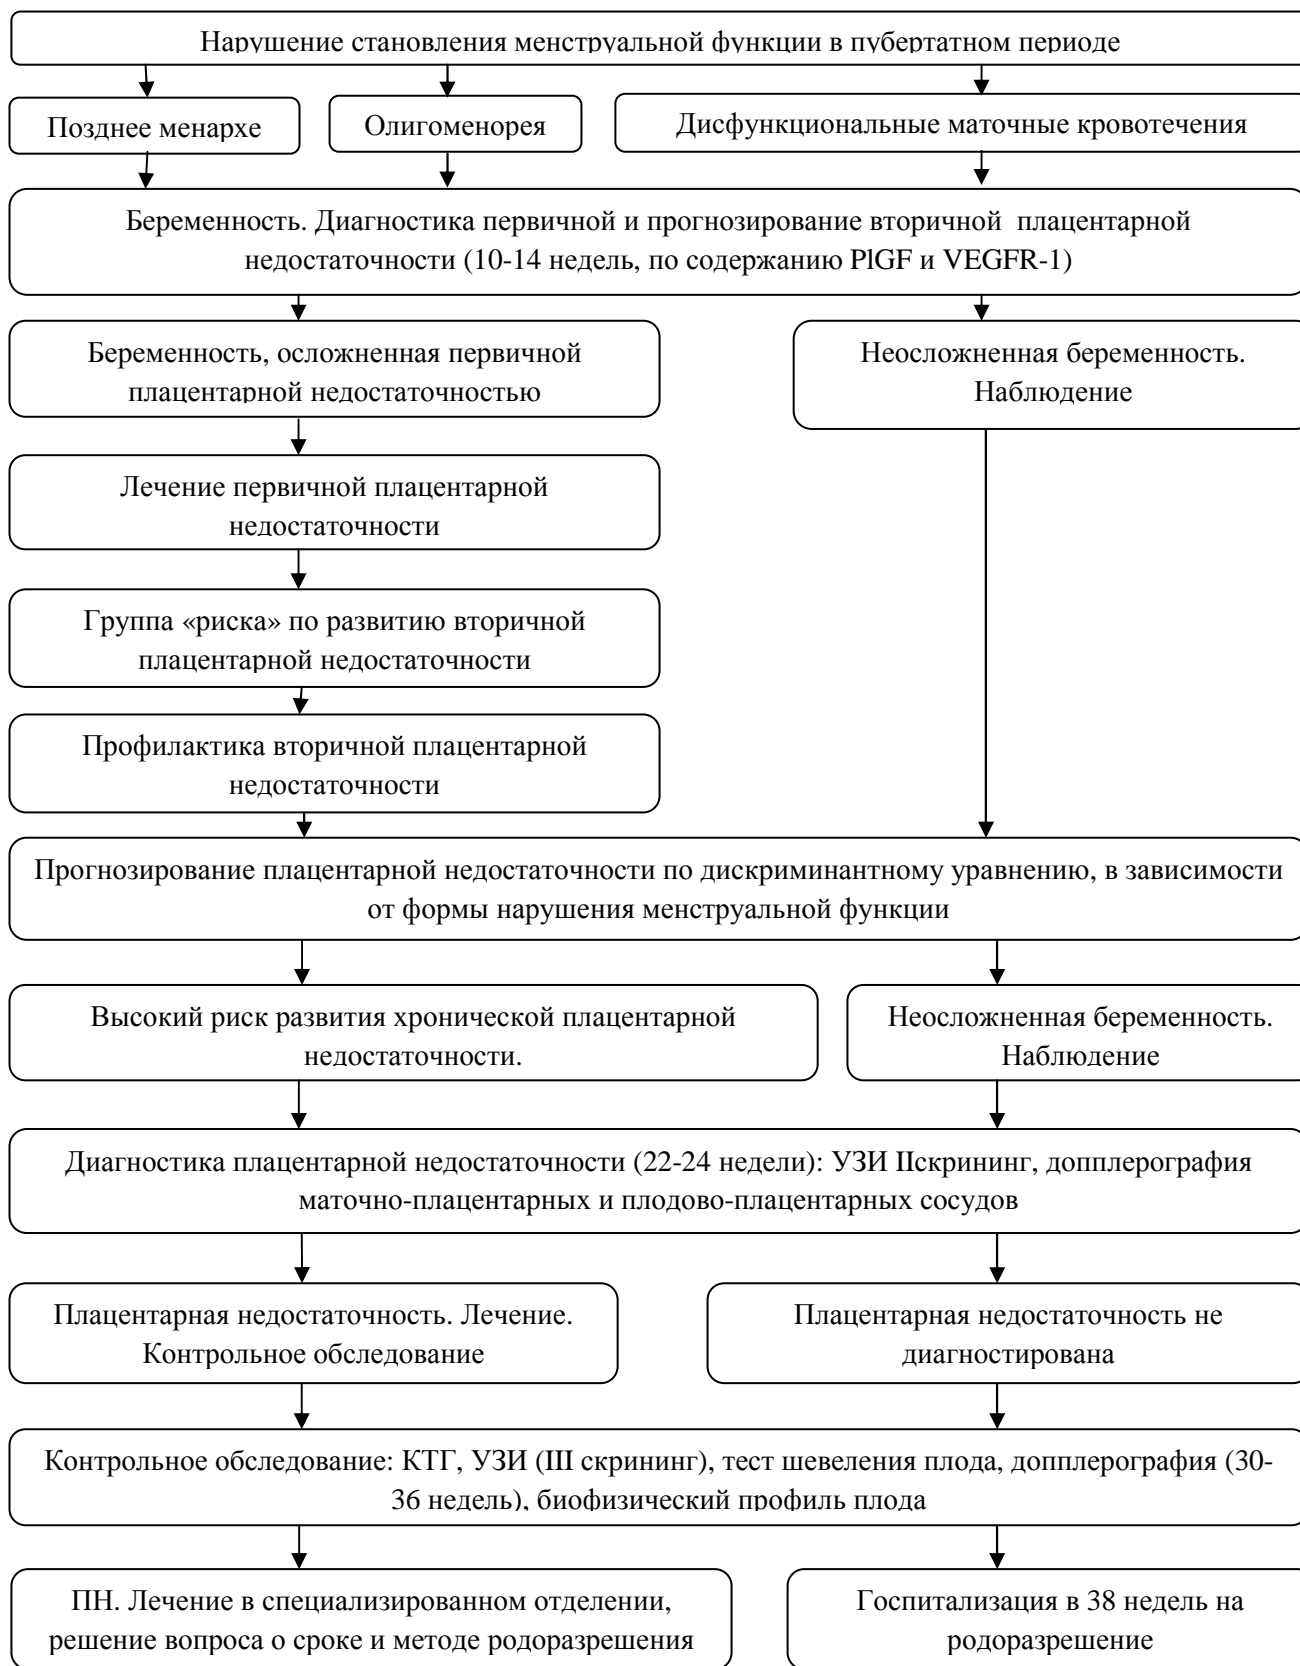 Нарушение становления менструальной функции в пубертатном периоде
Позднее менархе
Олигоменорея
Дисфункциональные маточные кровотечения
Беременность. Диагностика первичной и прогнозирование вторичной плацентарной
недостаточности (10-14 недель, по содержанию PlGF и VEGFR-1)
Беременность, осложненная первичной
плацентарной недостаточностью
Неосложненная беременность.
Наблюдение
Лечение первичной плацентарной
недостаточности
Группа «риска» по развитию вторичной
плацентарной недостаточности
Профилактика вторичной плацентарной
недостаточности
Прогнозирование плацентарной недостаточности по дискриминантному уравнению, в зависимости
от формы нарушения менструальной функции
Высокий риск развития хронической плацентарной
недостаточности.
Неосложненная беременность.
Наблюдение
Диагностика плацентарной недостаточности (22-24 недели): УЗИ IIскрининг, допплерография
маточно-плацентарных и плодово-плацентарных сосудов
Плацентарная недостаточность. Лечение.
Контрольное обследование
Плацентарная недостаточность не
диагностирована
Контрольное обследование: КТГ, УЗИ (III скрининг), тест шевеления плода, допплерография (30-
36 недель), биофизический профиль плода
ПН. Лечение в специализированном отделении,
решение вопроса о сроке и методе родоразрешения
Госпитализация в 38 недель на
родоразрешение